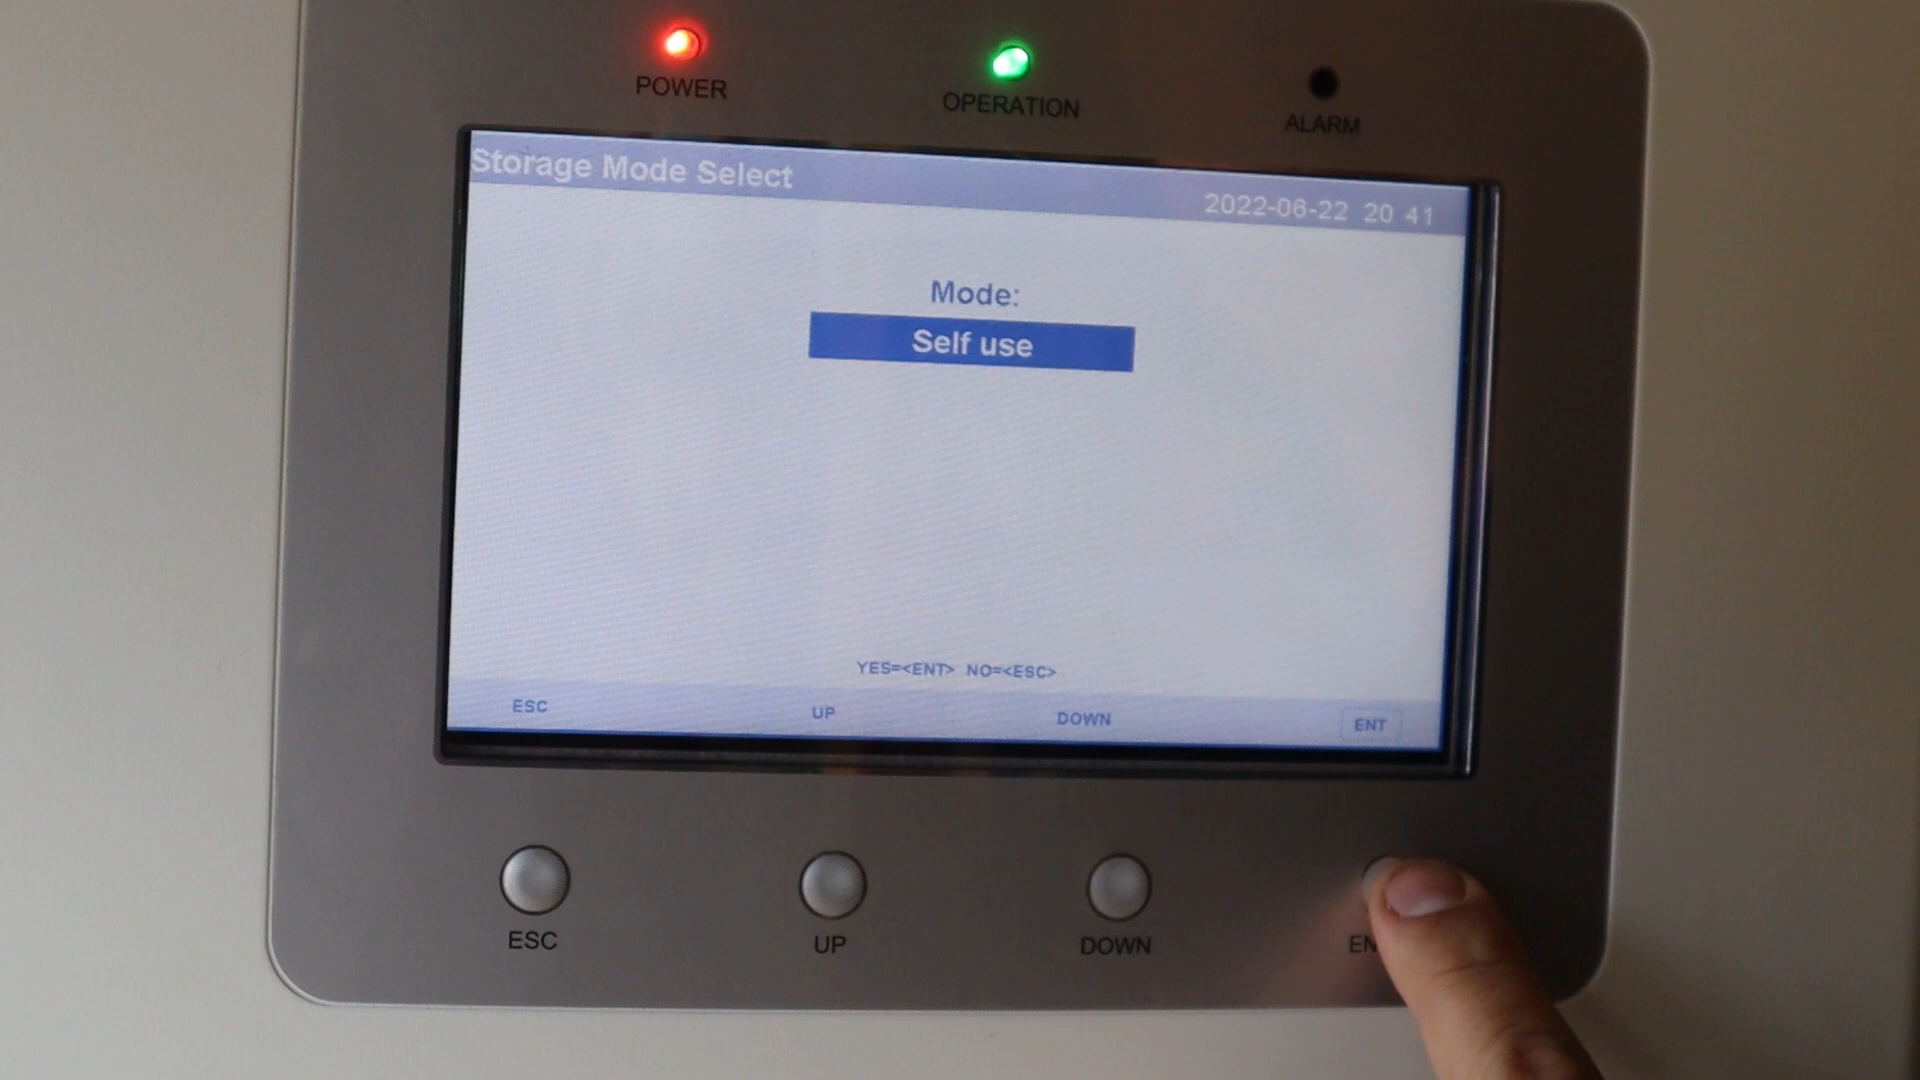 POWER
OPERATION
ALARM
Storage Mode Select
2022-06-22 20 41
Mode:
Self use
YES=<ENT> NO=<ESC>
ESC UP DOWN ENT
ESC UP DOWN EN